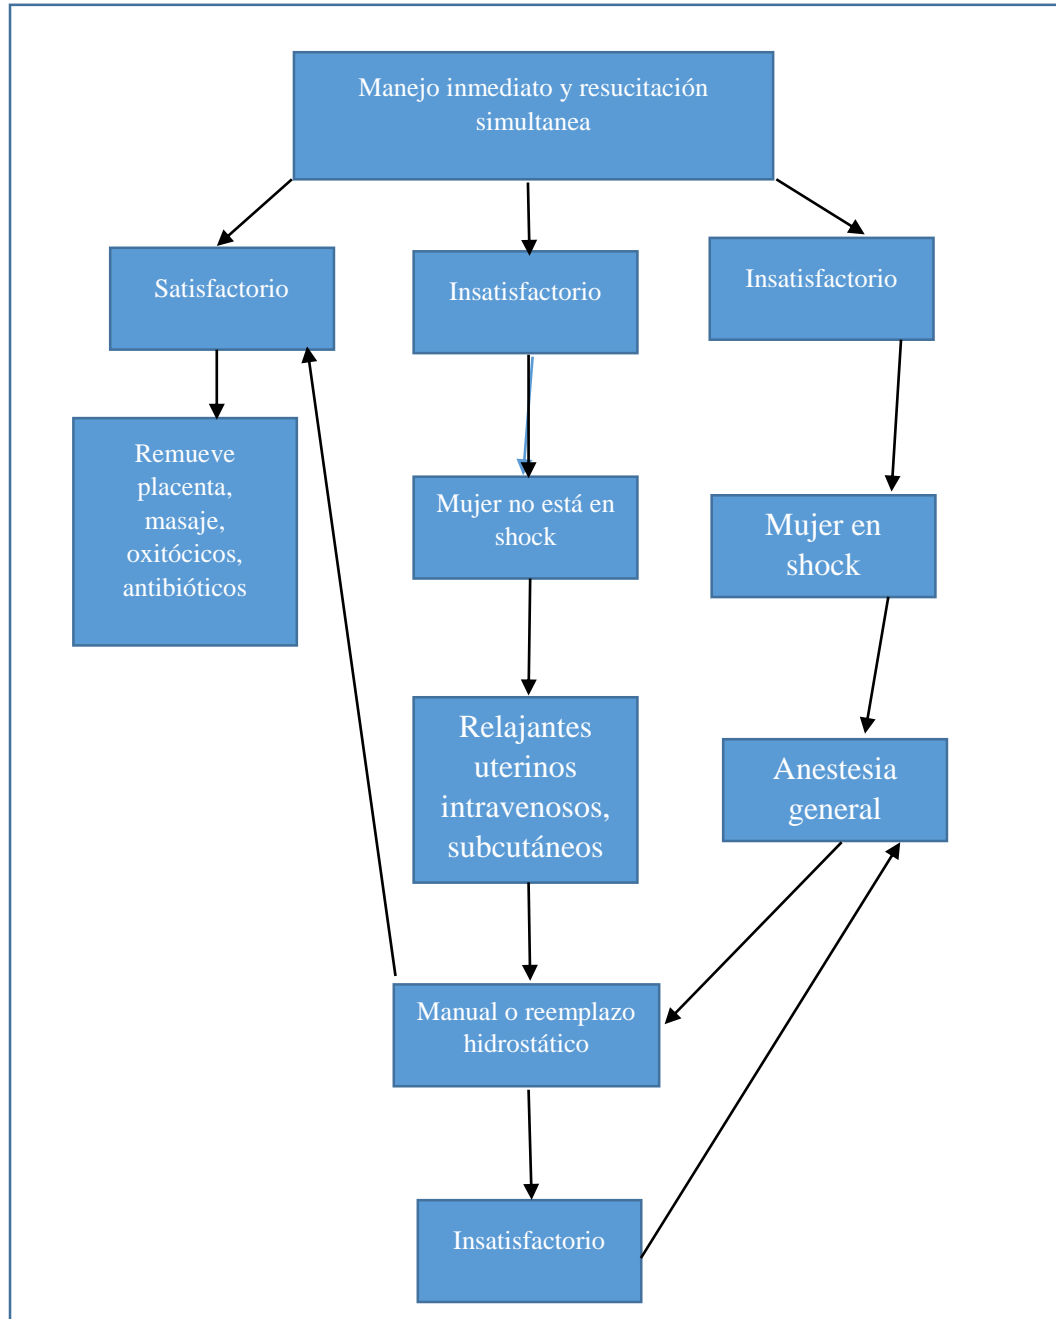 Manejo inmediato y resucitación
simultanea
Satisfactorio
Insatisfactorio
Insatisfactorio
Remueve
placenta,
masaje,
oxitócicos,
antibióticos
Mujer no está en
shock
Mujer en
shock
Relajantes
uterinos
intravenosos,
subcutáneos
Anestesia
general
Manual o reemplazo
hidrostático
Insatisfactorio